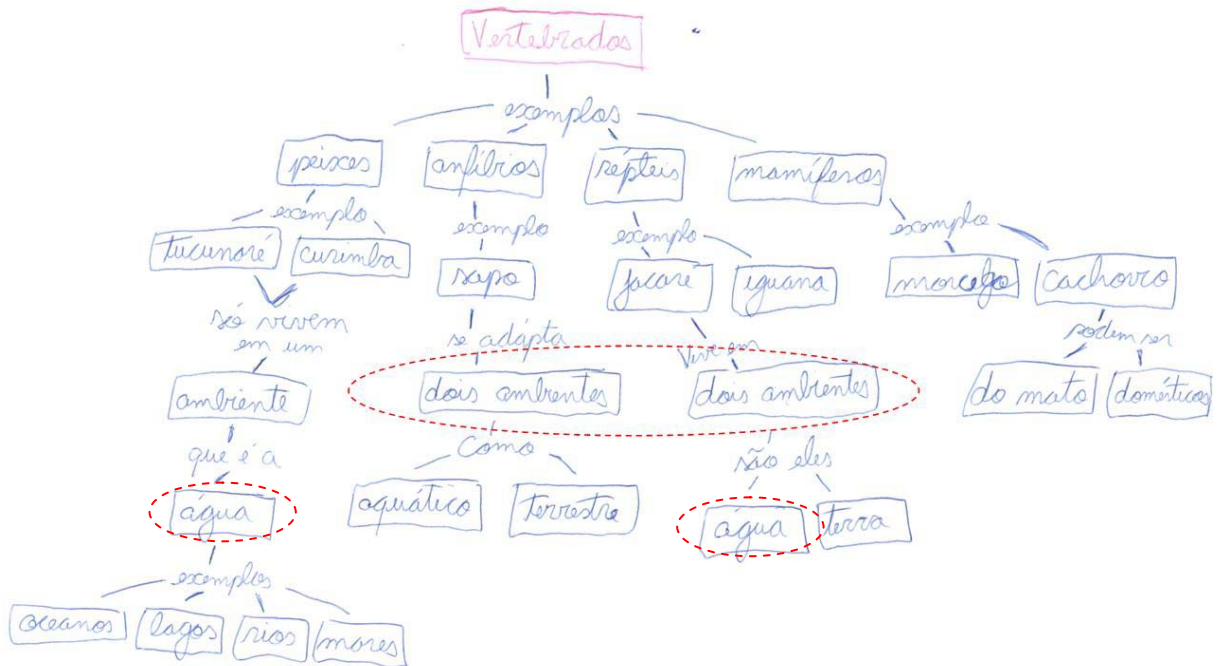 Vertebrados
exemplos
peixes anfíbios répteis mamíferos
exemplo exemplo exemplo exemplo
tucunaré curimba sapo jacaré iguana morcego cachorro
só vivem
em um
se adápta
Vive em
podem ser
ambiente dois ambientes dois ambientes do mato domésticos
que é a
como
são eles
água aquático terrestre água terra
exemplos
oceanos lagos rios mares